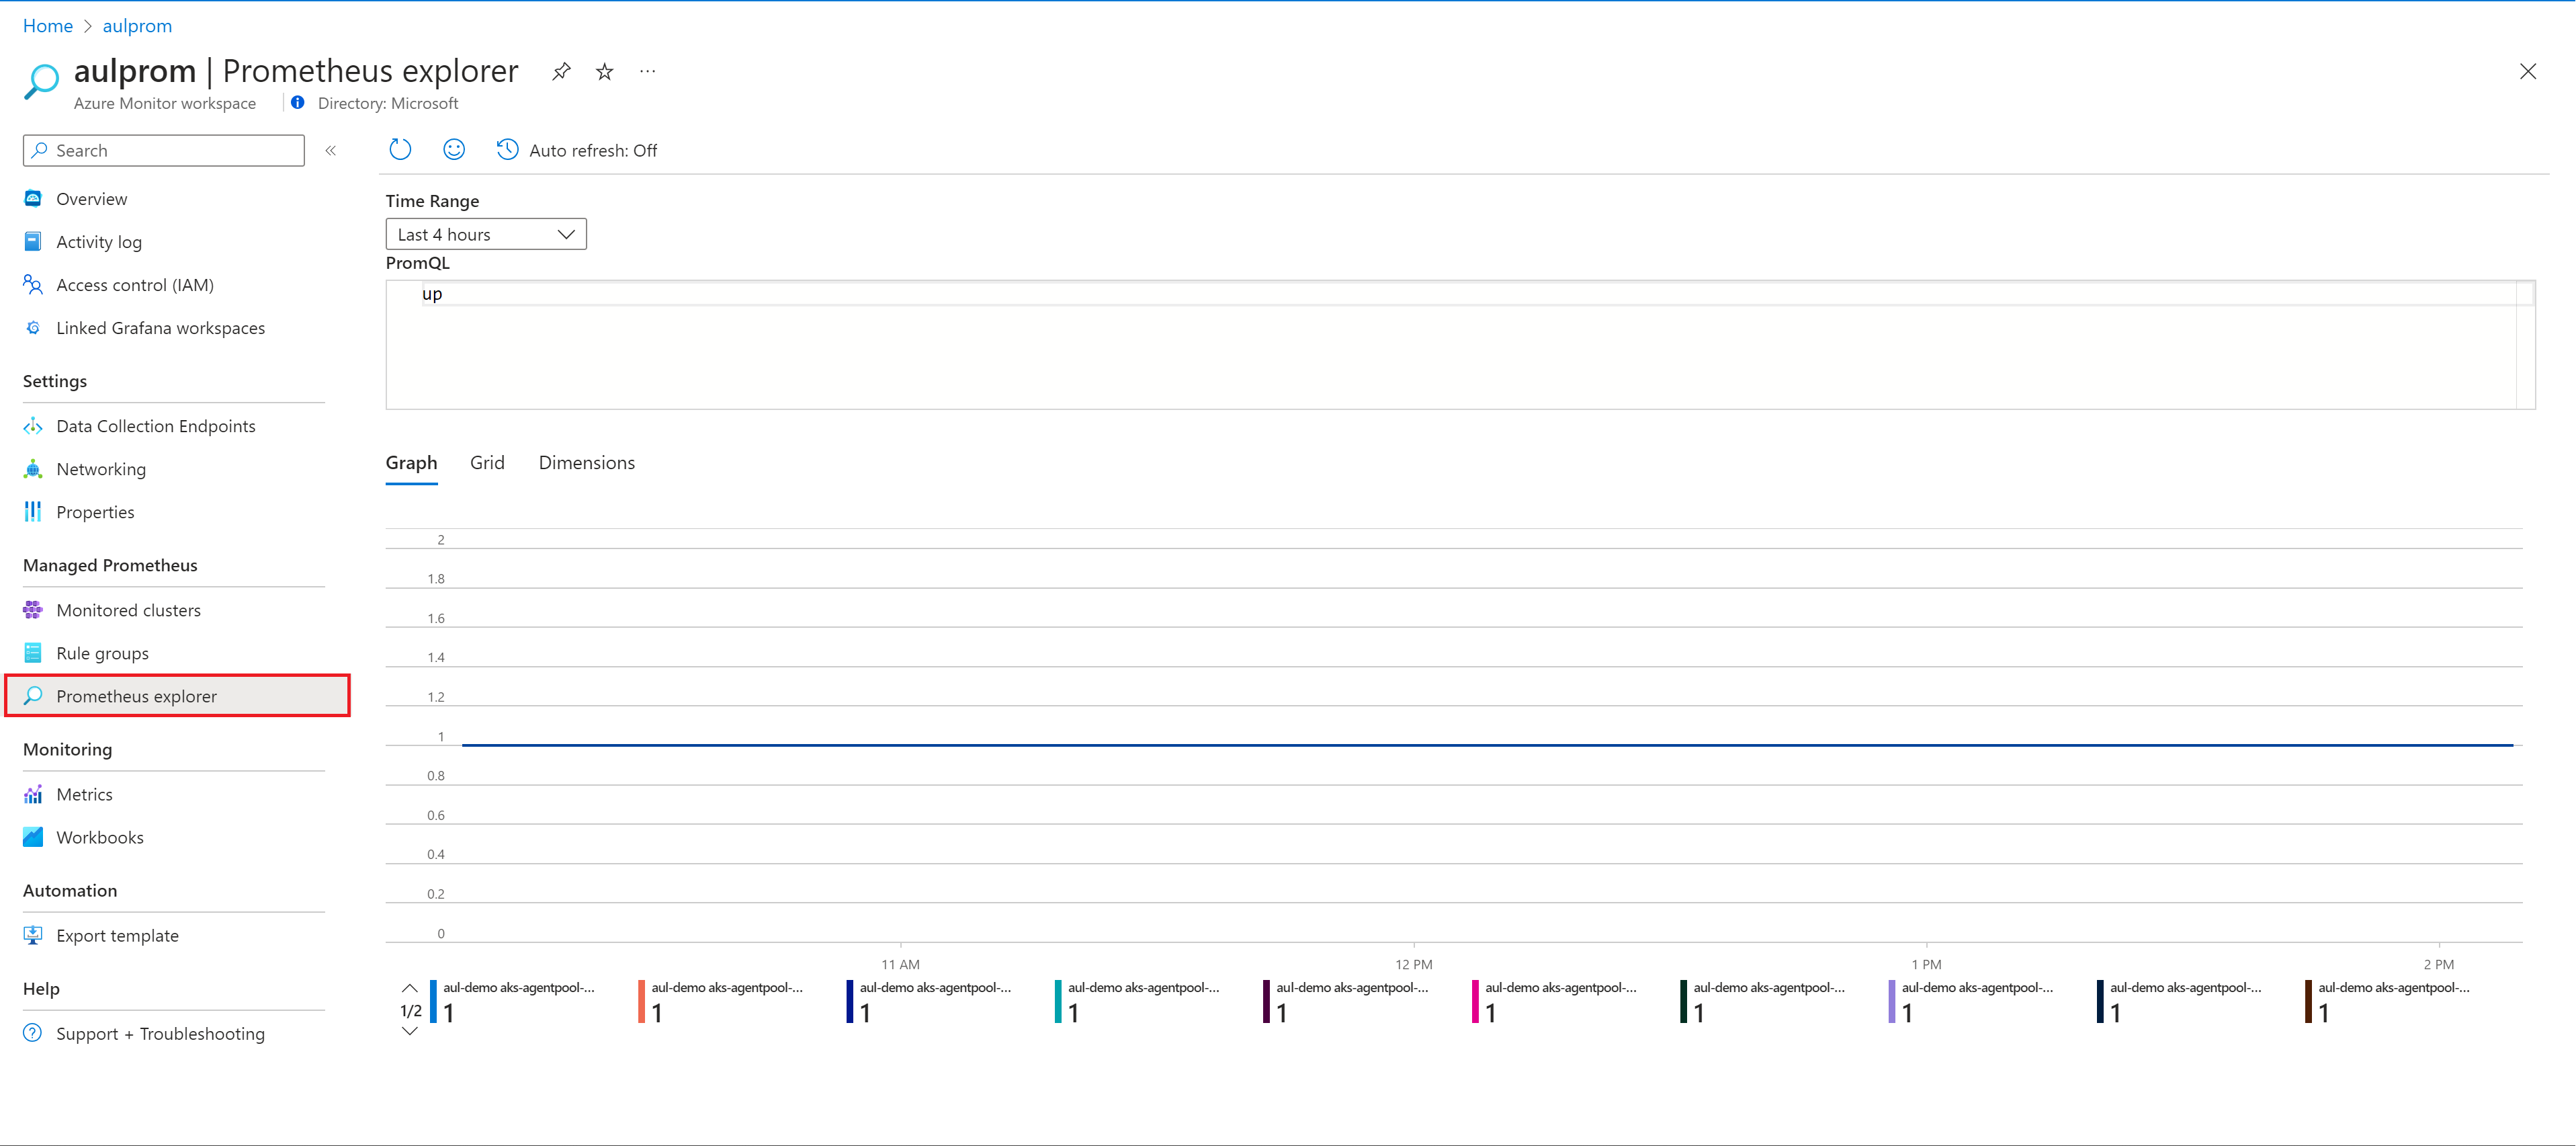 Home > aulprom
aulprom | Prometheus explorer ...
Azure Monitor workspace Directory: Microsoft
Search «
Overview
Activity log
Access control (IAM)
Linked Grafana workspaces
Settings
Data Collection Endpoints
Networking
Properties
Managed Prometheus
Monitored clusters
Rule groups
Prometheus explorer
Monitoring
Metrics
Workbooks
Automation
Export template
Help
Support + Troubleshooting
Auto refresh: Off
Time Range
Last 4 hours
PromQL
up
Graph Grid Dimensions
2
1.8
1.6
1.4
1.2
1
0.8
0.6
0.4
0.2
0
11 AM 12 PM 1 PM 2 PM
1/2
aul-demo aks-agentpool-... aul-demo aks-agentpool-... aul-demo aks-agentpool-... aul-demo aks-agentpool-... aul-demo aks-agentpool-... aul-demo aks-agentpool-... aul-demo aks-agentpool-... aul-demo aks-agentpool-... aul-demo aks-agentpool-... aul-demo aks-agentpool-...
1 1 1 1 1 1 1 1 1 1